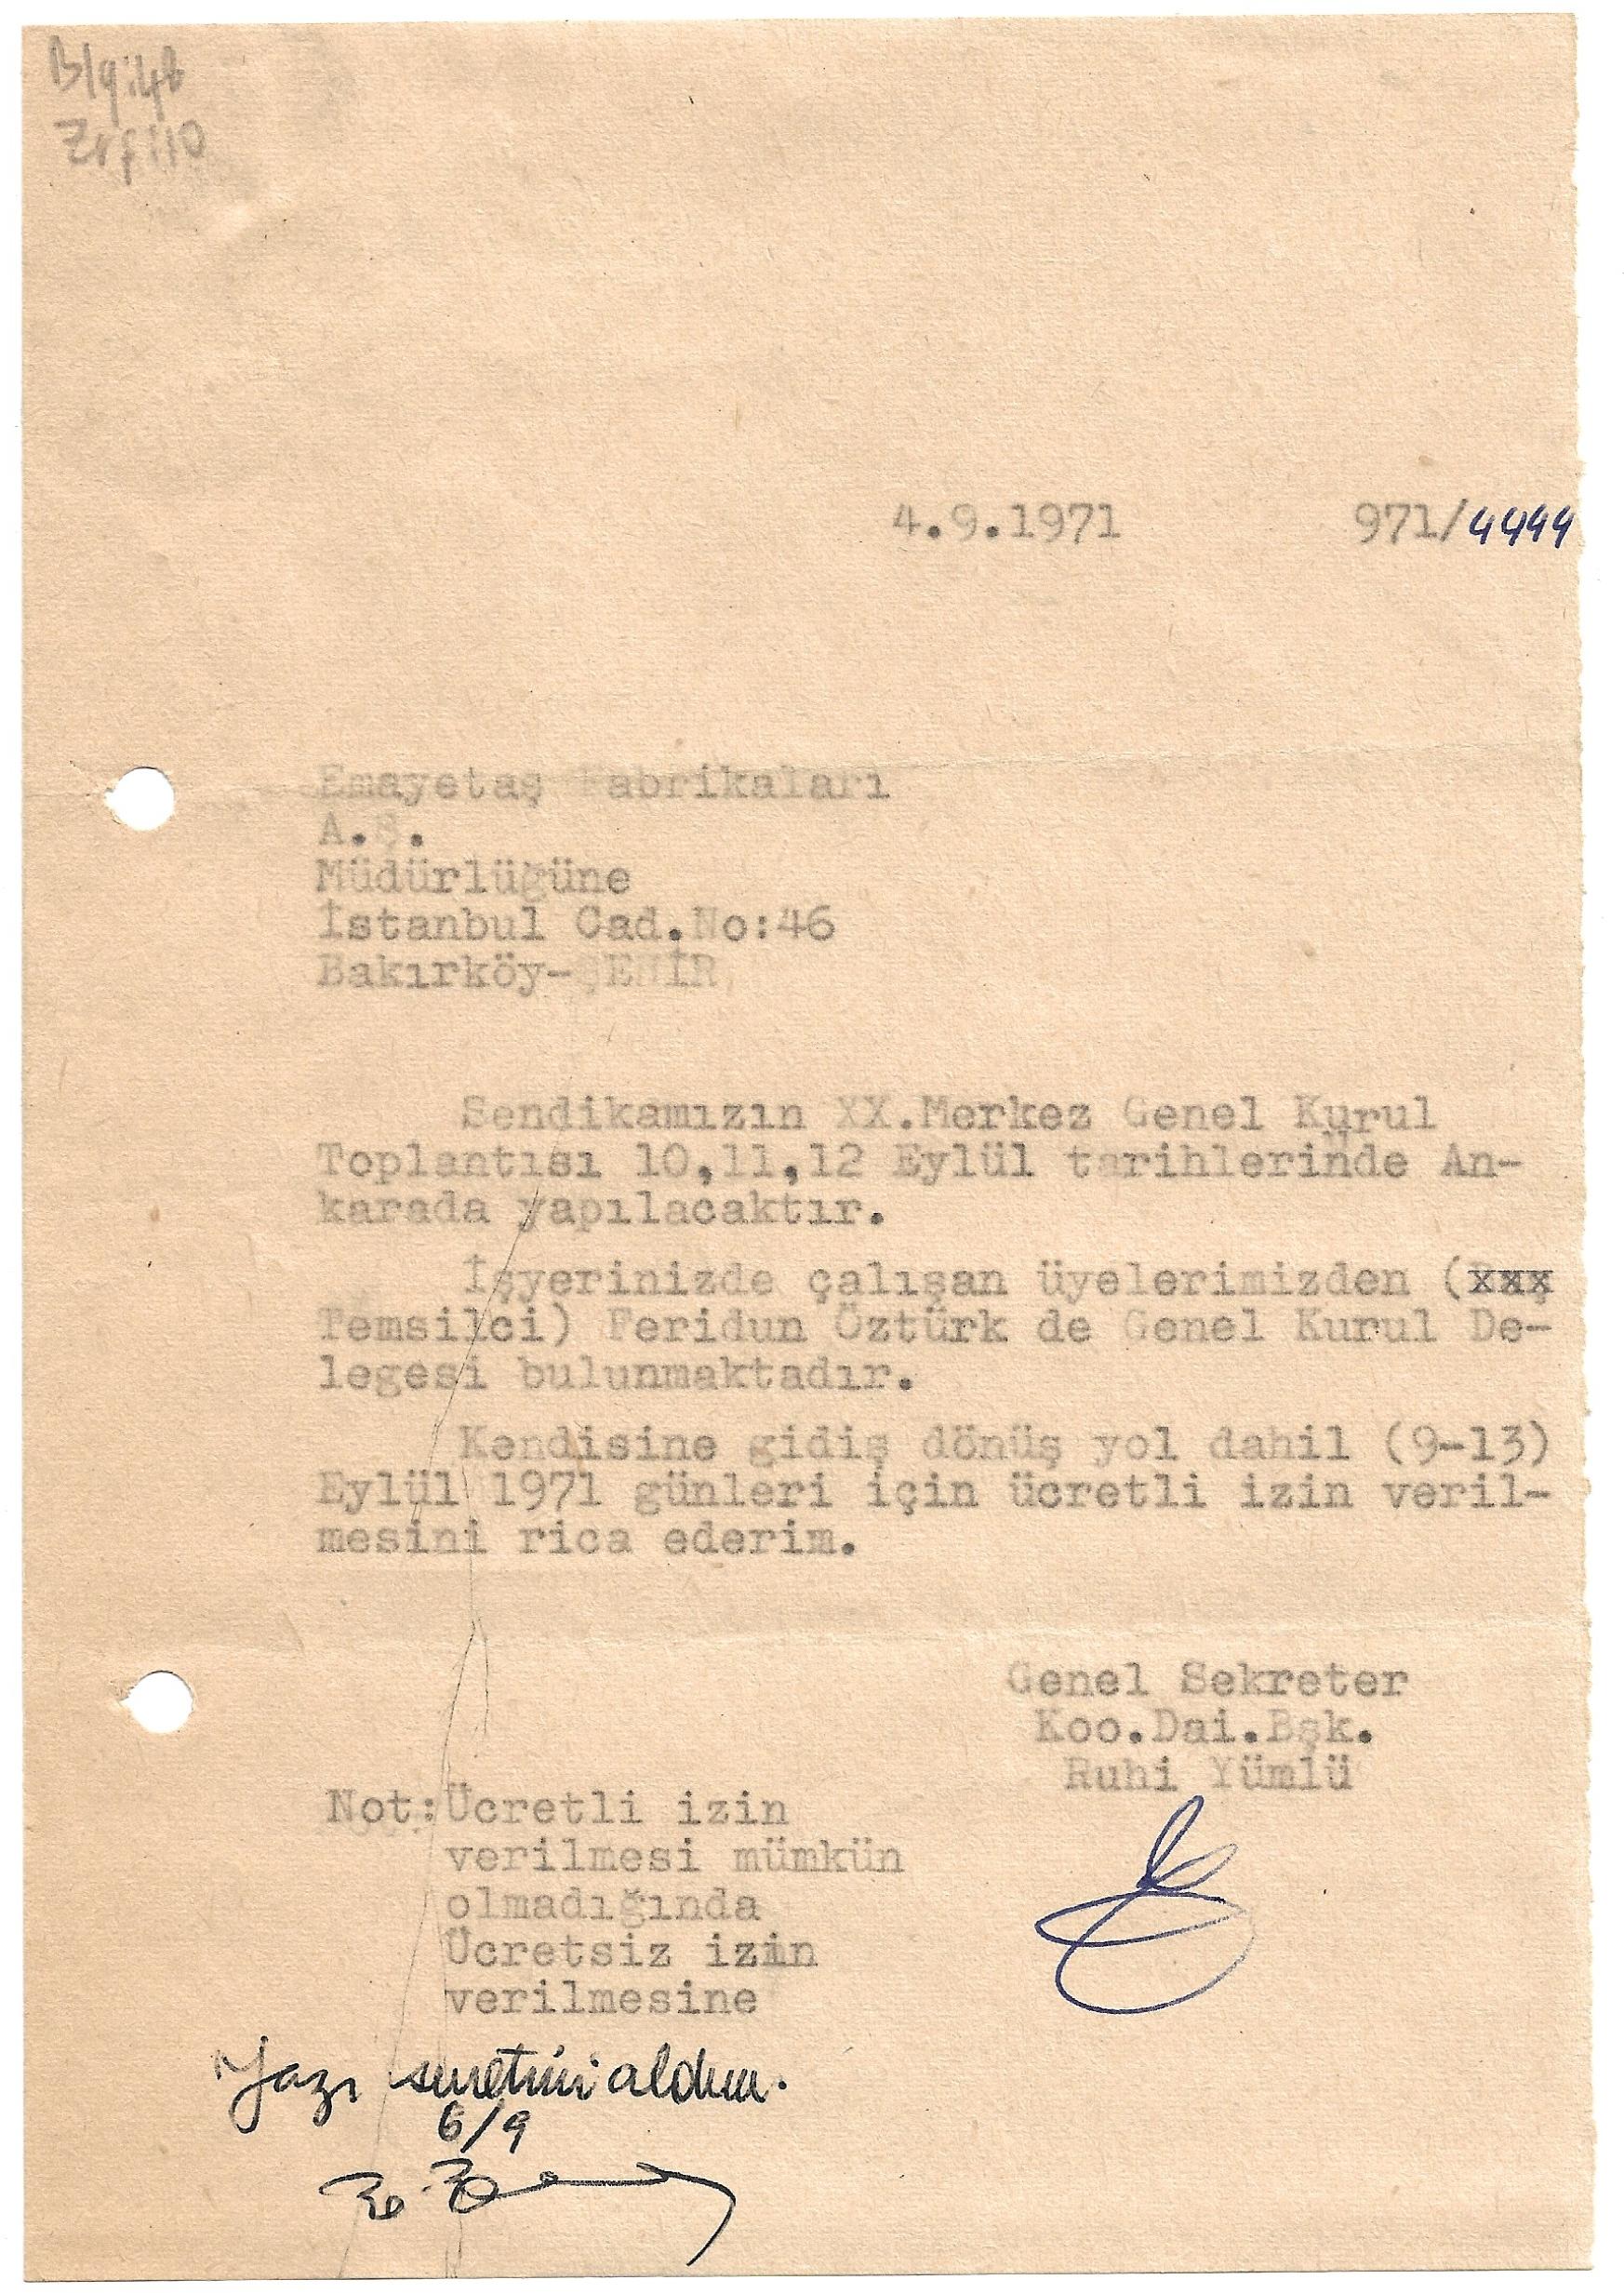 Blg:46
Zrf:10
4.9.1971 971/4444
Emayetaş Fabrikaları
A.Ş.
Müdürlüğüne
İstanbul Cad.No:46
Bakırköy-ŞEHİR
Sendikamızın XX.Merkez Genel Kurul
Toplantısı 10,11,12 Eylül tarihlerinde An-
karada yapılacaktır.
İşyerinizde çalışan üyelerimizden (xxx
Temsilci) Feridun Öztürk de Genel Kurul De-
legesi bulunmaktadır.
Kendisine gidiş dönüş yol dahil (9-13)
Eylül 1971 günleri için ücretli izin veril-
mesini rica ederim.
Genel Sekreter
Koo.Dai.Bşk.
Ruhi Yümlü
Not:Ücretli izin
verilmesi mümkün
olmadığında
Ücretsiz izin
verilmesine
Yazı suretini aldım.
6/9